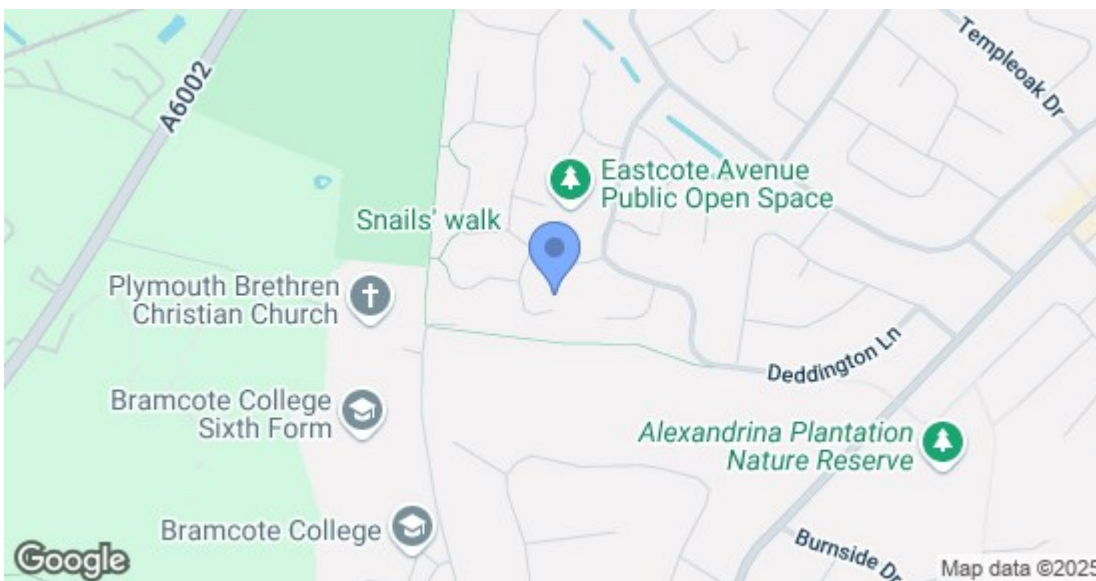 A6002
Templeoak Dr
Eastcote Avenue
Public Open Space
Snails' walk
Plymouth Brethren
Christian Church
Deddington Ln
Bramcote College
Sixth Form
Alexandrina Plantation
Nature Reserve
Bramcote College
Burnside Dr
Google
Map data ©2025